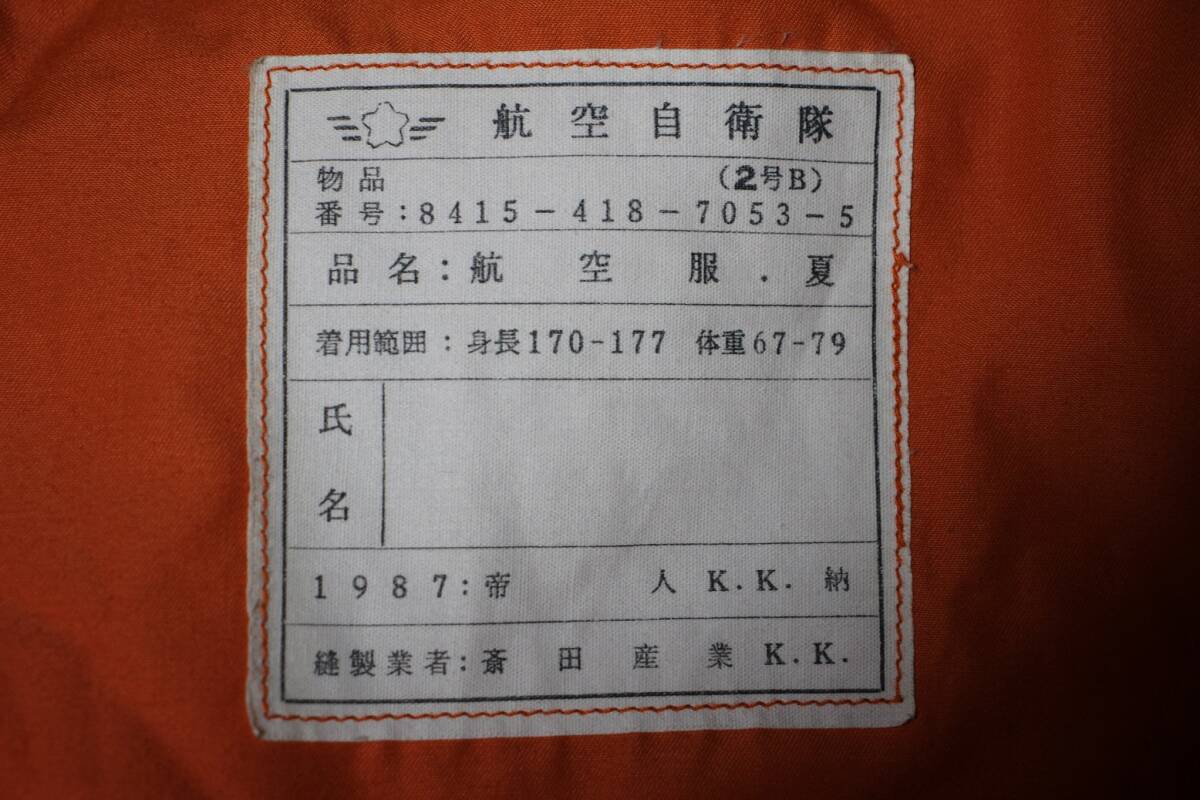 航空自衛隊
物品 (2号B)
番号:8415-418-7053-5
品名:航空服.夏
着用範囲:身長170-177 体重67-79
氏
名
1987:帝人K.K.納
縫製業者:斎田産業K.K.